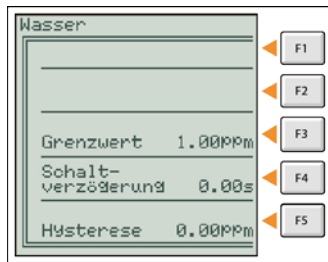 Wasser
F1
F2
Grenzwert 1.00ppm
F3
Schalt-
verzögerung 0.00s
F4
Hysterese 0.00ppm
F5